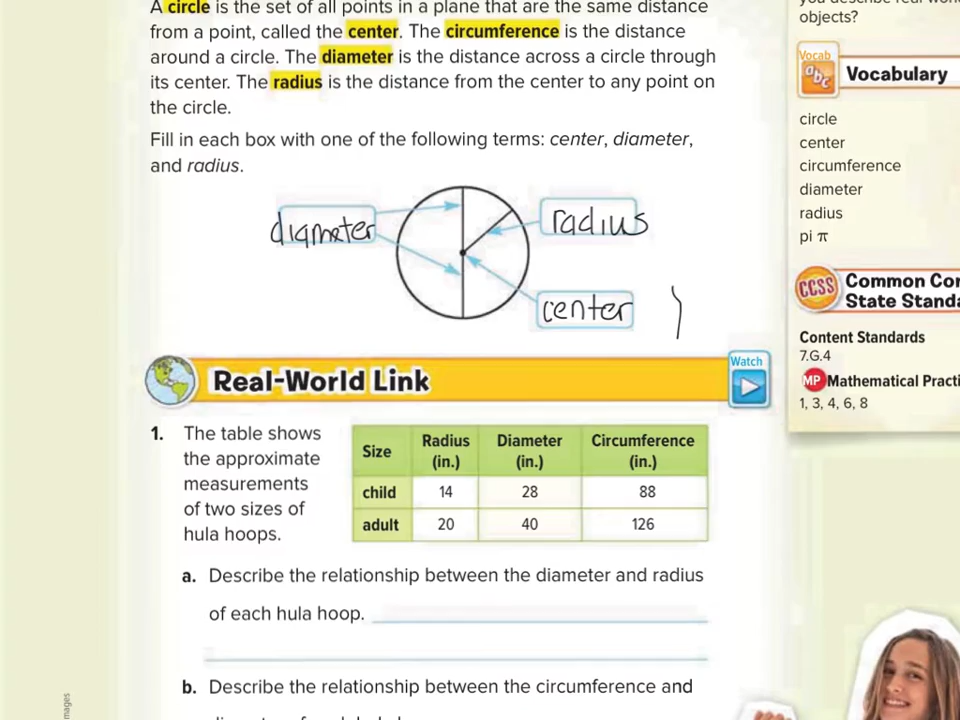 A circle is the set of all points in a plane that are the same distance
from a point, called the center. The circumference is the distance
around a circle. The diameter is the distance across a circle through
its center. The radius is the distance from the center to any point on
the circle.
Fill in each box with one of the following terms: center, diameter,
and radius.
diameter
radius
center
Real-World Link
Watch
1. The table shows
the approximate
measurements
of two sizes of
hula hoops.
Size Radius (in.) Diameter (in.) Circumference (in.)
child 14 28 88
adult 20 40 126
a. Describe the relationship between the diameter and radius
of each hula hoop.
b. Describe the relationship between the circumference and
objects?
Vocab
abc
Vocabulary
circle
center
circumference
diameter
radius
pi π
CCSS
Common
State
Content Standards
7.G.4
MP Mathematical
1, 3, 4, 6, 8